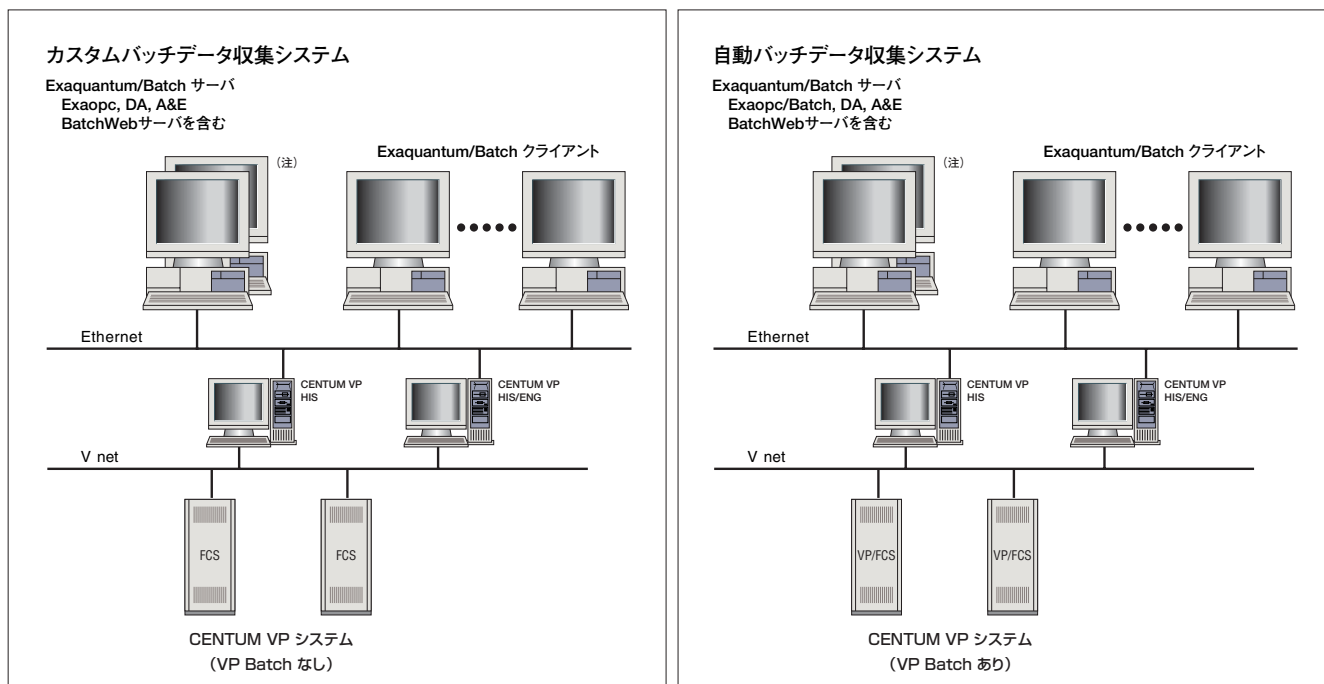 カスタムバッチデータ収集システム
Exaquantum/Batch サーバ
Exaopc, DA, A&E
BatchWebサーバを含む
(注)
Exaquantum/Batch クライアント
Ethernet
CENTUM VP
HIS
CENTUM VP
HIS/ENG
V net
FCS
FCS
CENTUM VP システム
（VP Batch なし）
自動バッチデータ収集システム
Exaquantum/Batch サーバ
Exaopc/Batch, DA, A&E
BatchWebサーバを含む
(注)
Exaquantum/Batch クライアント
Ethernet
CENTUM VP
HIS
CENTUM VP
HIS/ENG
V net
VP/FCS
VP/FCS
CENTUM VP システム
（VP Batch あり）